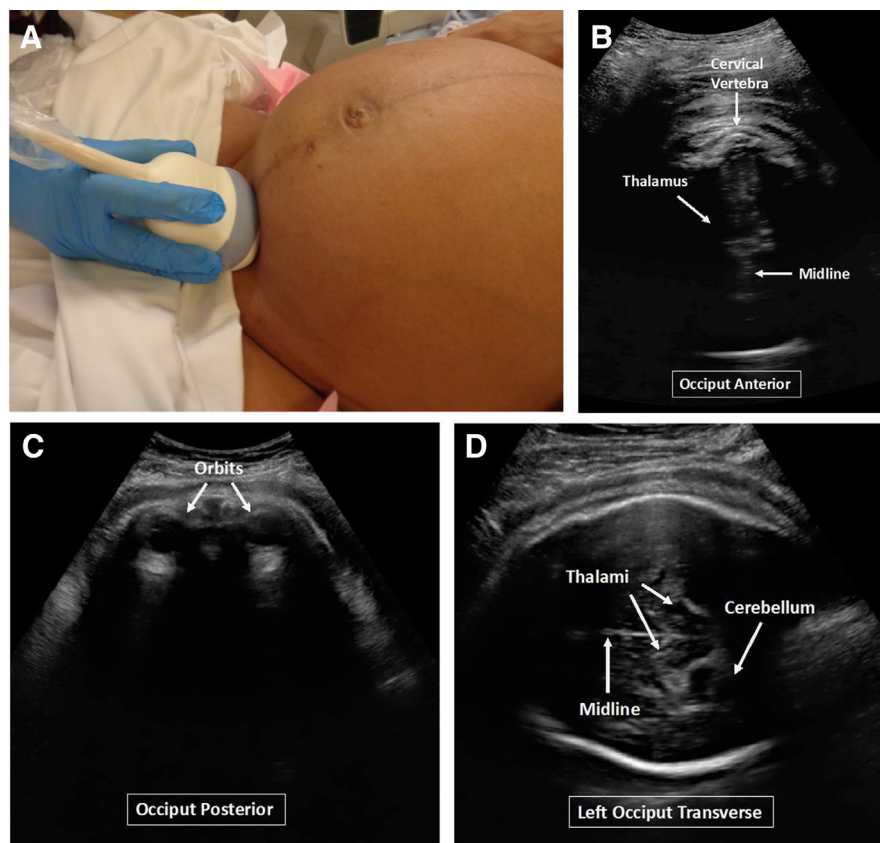 A
B
Cervical
Vertebra
Thalamus
Midline
Occiput Anterior
C
Orbits
Occiput Posterior
D
Thalami
Cerebellum
Midline
Left Occiput Transverse